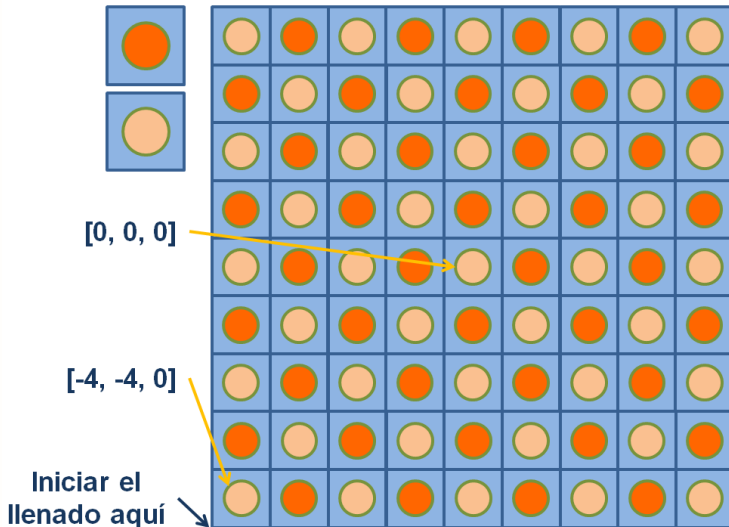 [0, 0, 0]
[-4, -4, 0]
Iniciar el
llenado aquí